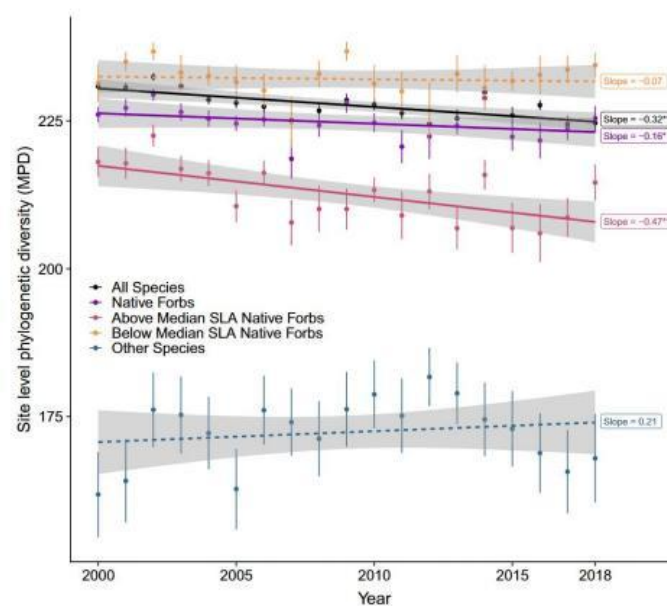 Site level phylogenetic diversity (MPD)
225
200
175
Slope = −0.07
Slope = −0.32*
Slope = −0.16*
Slope = −0.47*
All Species
Native Forbs
Above Median SLA Native Forbs
Below Median SLA Native Forbs
Other Species
Slope = 0.21
2000
2005
2010
2015
2018
Year